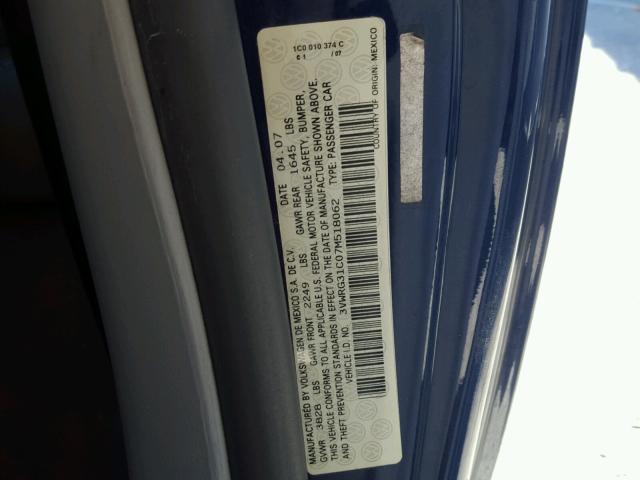 1C0 010 374 C
MANUFACTURED BY VOLKSWAGEN DE MEXICO S.A. DE C.V. DATE 04.07
GVWR 3828 LBS GAWR FRONT 2249 LBS GAWR REAR 1645 LBS
THIS VEHICLE CONFORMS TO ALL APPLICABLE U.S. FEDERAL MOTOR VEHICLE SAFETY, BUMPER,
AND THEFT PREVENTION STANDARDS IN EFFECT ON THE DATE OF MANUFACTURE SHOWN ABOVE.
VEHICLE I.D. NO. 3VWRG31C07M518062 TYPE: PASSENGER CAR
COUNTRY OF ORIGIN: MEXICO